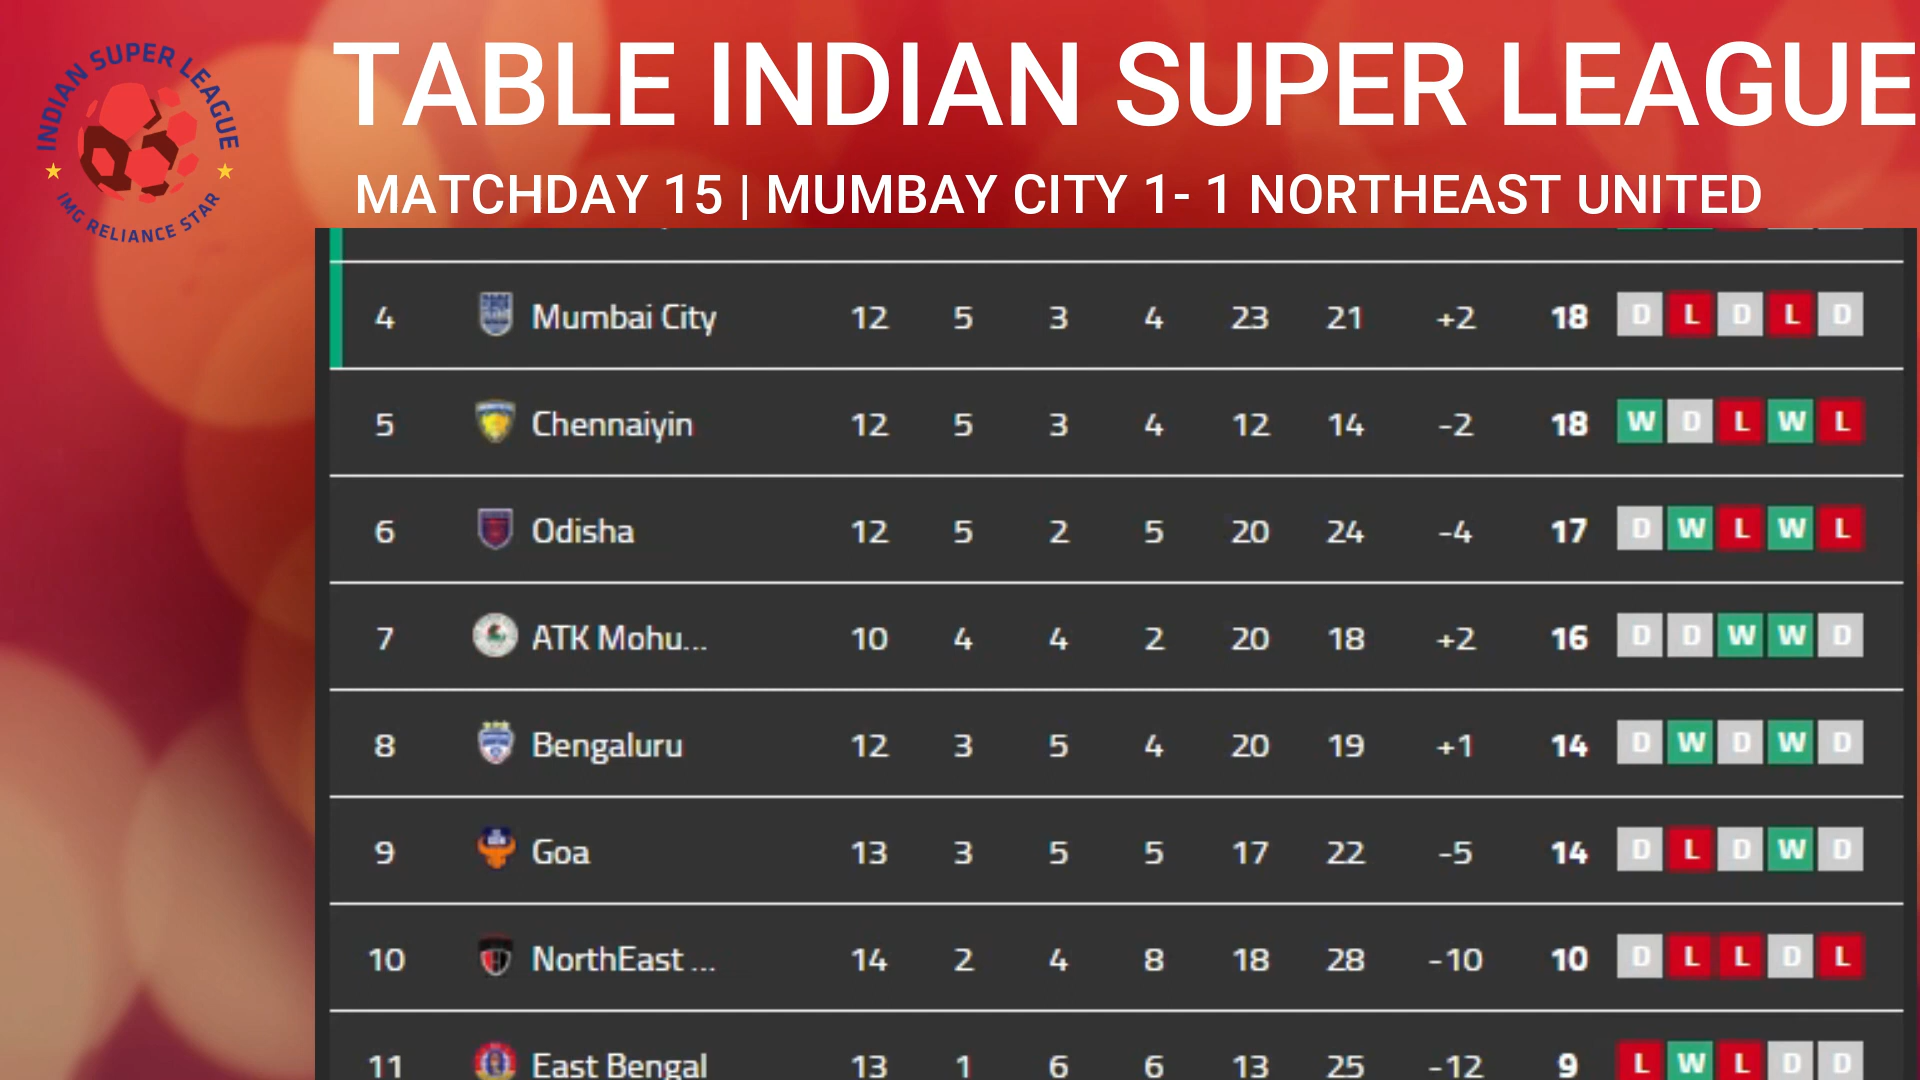 INDIAN SUPER LEAGUE
IMG RELIANCE STAR
TABLE INDIAN SUPER LEAGUE
MATCHDAY 15 | MUMBAY CITY 1- 1 NORTHEAST UNITED
4 Mumbai City 12 5 3 4 23 21 +2 18 D L D L D
5 Chennaiyin 12 5 3 4 12 14 -2 18 W D L W L
6 Odisha 12 5 2 5 20 24 -4 17 D W L W L
7 ATK Mohu... 10 4 4 2 20 18 +2 16 D D W W D
8 Bengaluru 12 3 5 4 20 19 +1 14 D W D W D
9 Goa 13 3 5 5 17 22 -5 14 D L D W D
10 NorthEast ... 14 2 4 8 18 28 -10 10 D L L D L
11 East Bengal 13 1 6 6 13 25 -12 9 L W L D D